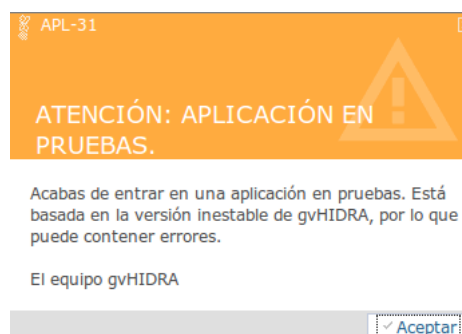 APL-31
ATENCIÓN: APLICACIÓN EN
PRUEBAS.
Acabas de entrar en una aplicación en pruebas. Está
basada en la versión inestable de gvHIDRA, por lo que
puede contener errores.
El equipo gvHIDRA
Aceptar